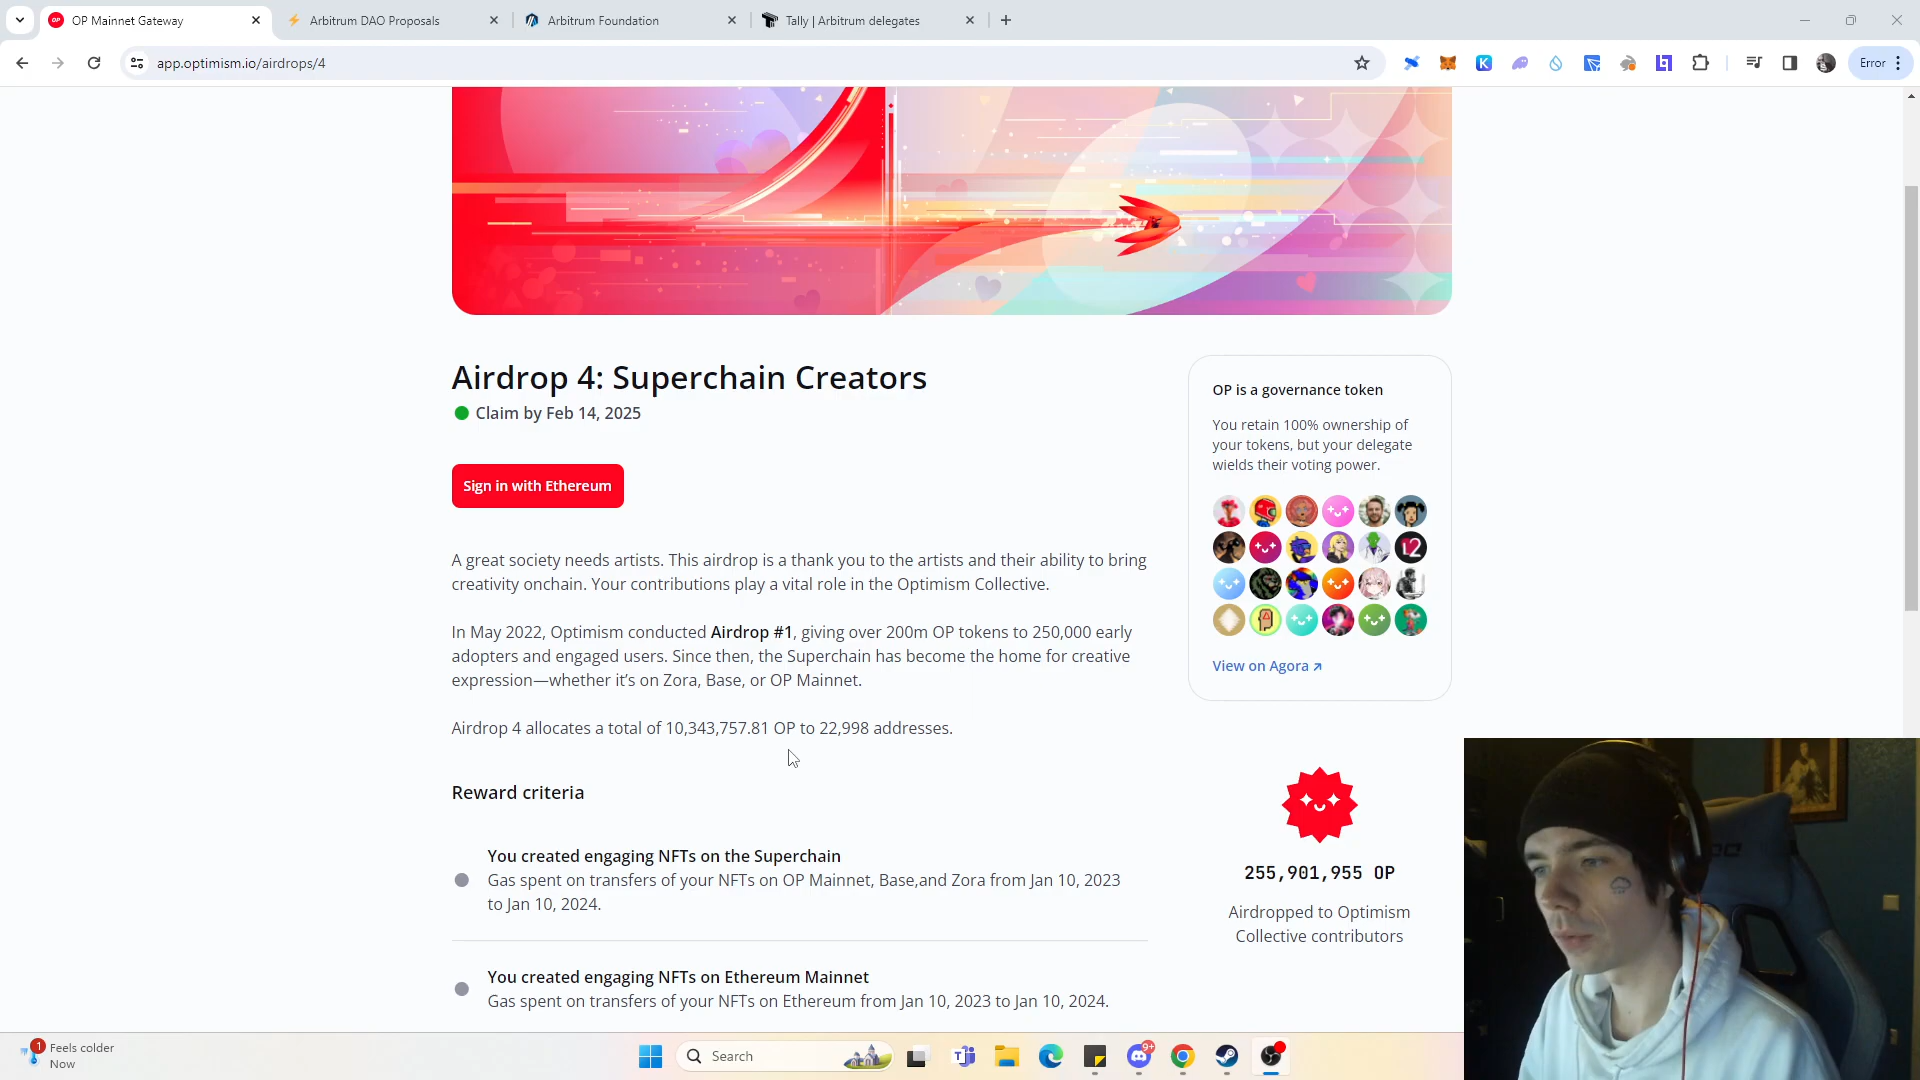 OP Mainnet Gateway
Arbitrum DAO Proposals
Arbitrum Foundation
Tally | Arbitrum delegates
app.optimism.io/airdrops/4
Error
Airdrop 4: Superchain Creators
Claim by Feb 14, 2025
Sign in with Ethereum
A great society needs artists. This airdrop is a thank you to the artists and their ability to bring
creativity onchain. Your contributions play a vital role in the Optimism Collective.
In May 2022, Optimism conducted Airdrop #1, giving over 200m OP tokens to 250,000 early
adopters and engaged users. Since then, the Superchain has become the home for creative
expression—whether it's on Zora, Base, or OP Mainnet.
Airdrop 4 allocates a total of 10,343,757.81 OP to 22,998 addresses.
Reward criteria
You created engaging NFTs on the Superchain
Gas spent on transfers of your NFTs on OP Mainnet, Base,and Zora from Jan 10, 2023
to Jan 10, 2024.
You created engaging NFTs on Ethereum Mainnet
Gas spent on transfers of your NFTs on Ethereum from Jan 10, 2023 to Jan 10, 2024.
OP is a governance token
You retain 100% ownership of
your tokens, but your delegate
wields their voting power.
View on Agora
255,901,955 OP
Airdropped to Optimism
Collective contributors
1
Feels colder
Now
Search
9+